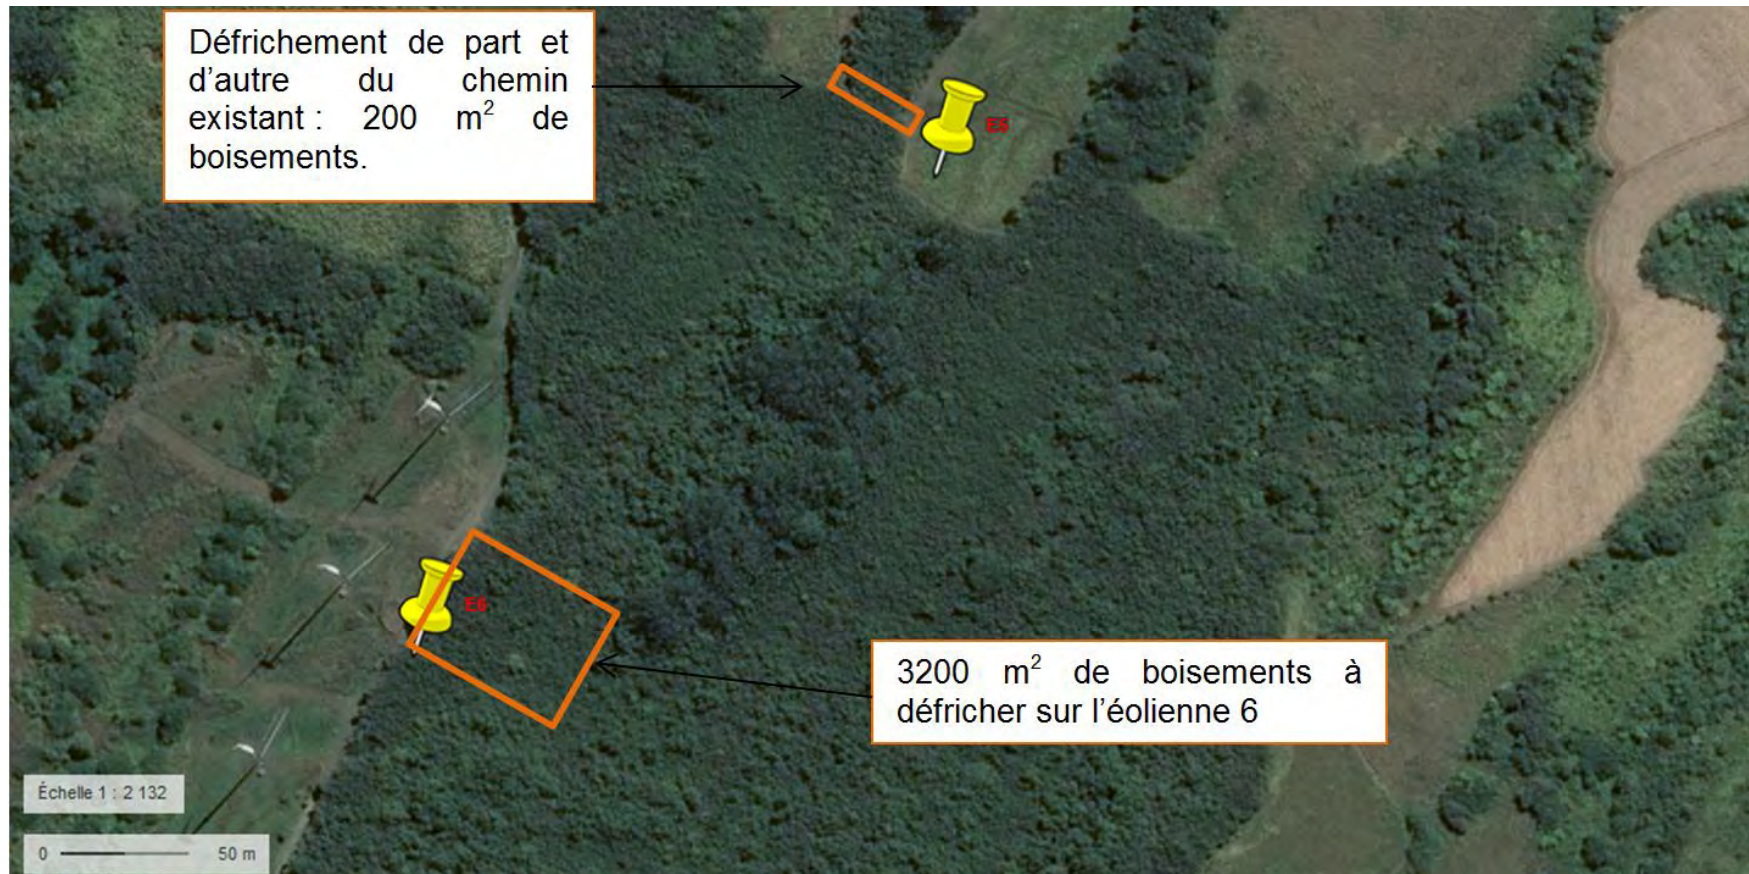 Défrichement de part et
d'autre du chemin
existant : 200 m² de
boisements.
E5
E6
3200 m² de boisements à
défricher sur l'éolienne 6
Échelle 1 : 2 132
0 50 m